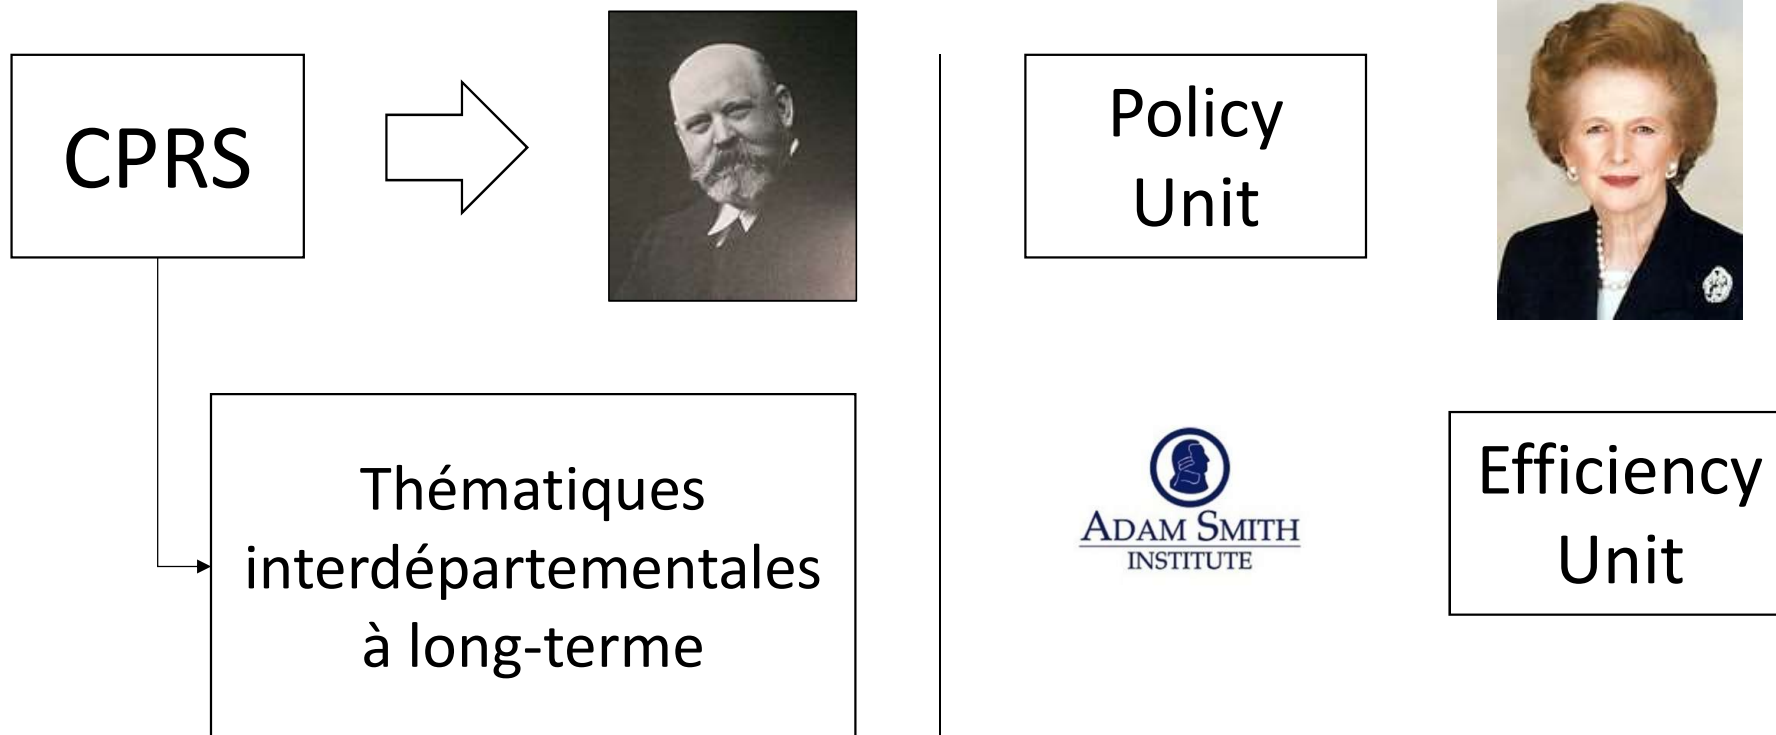 CPRS
Thématiques
interdépartementales
à long-terme
Policy
Unit
ADAM SMITH
INSTITUTE
Efficiency
Unit